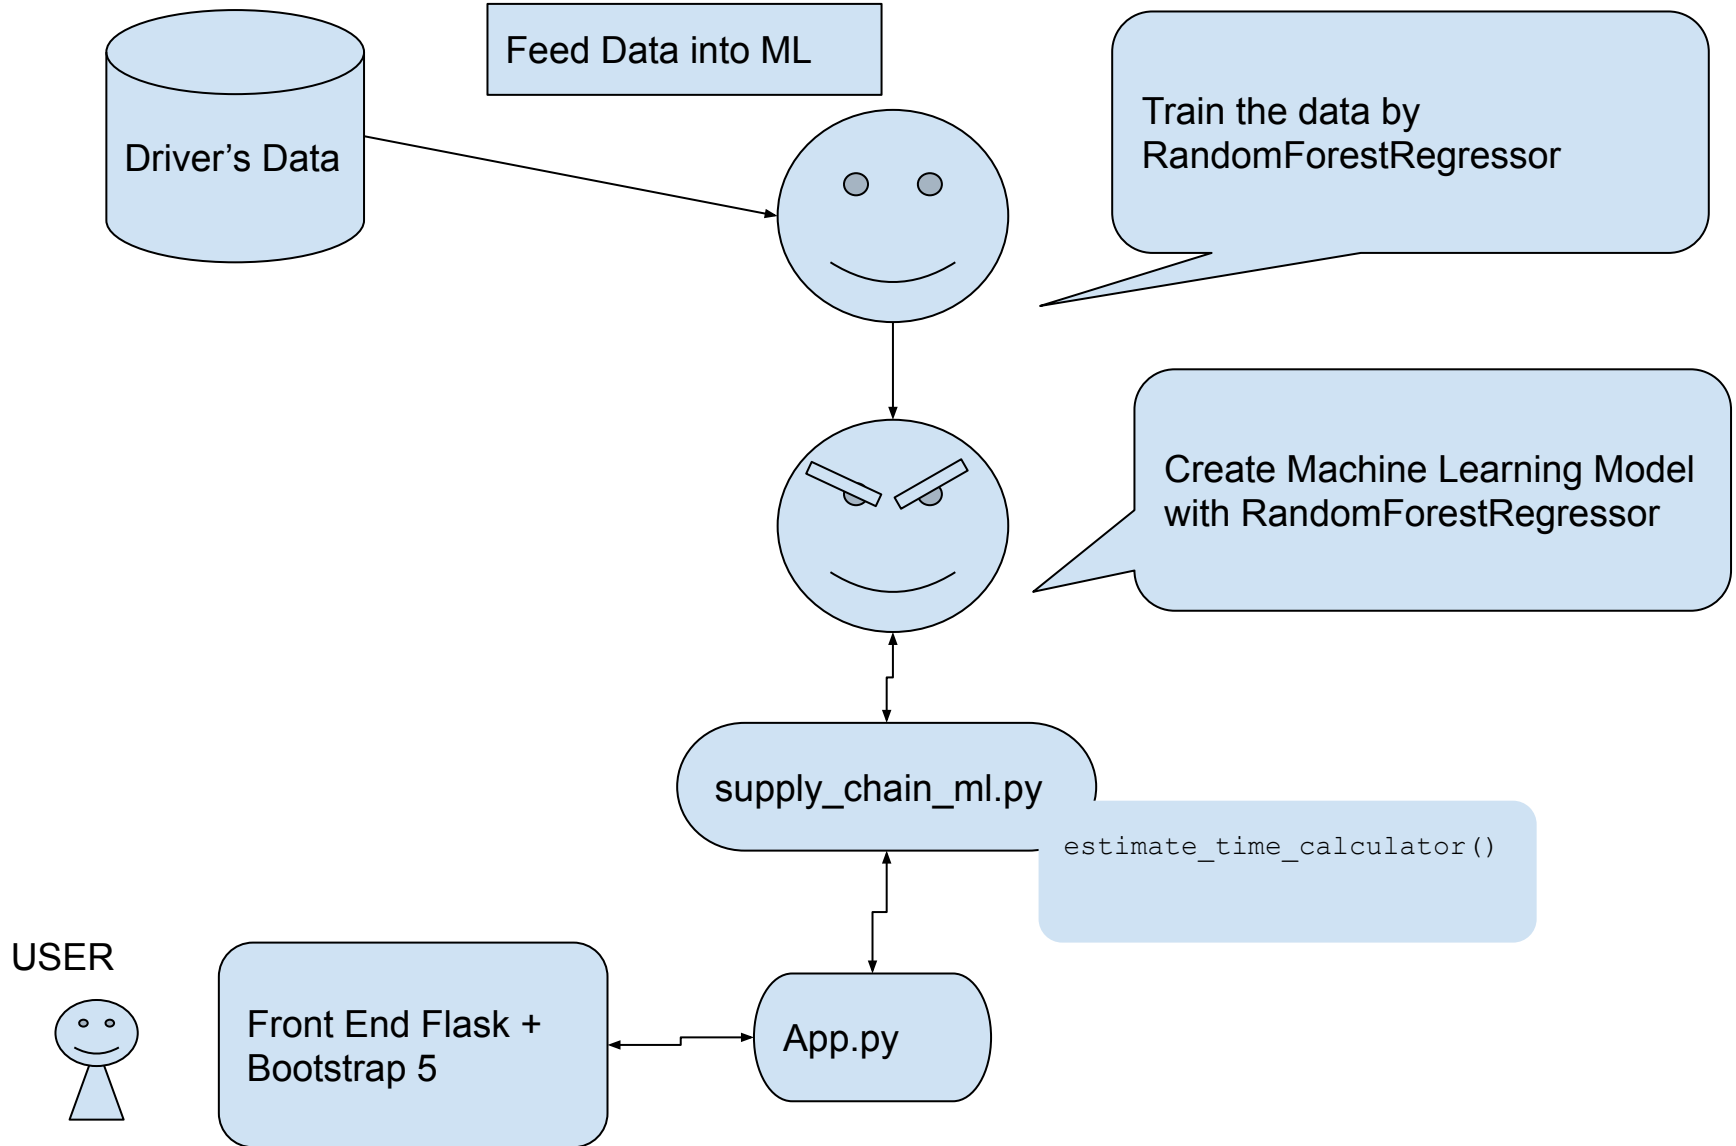 Feed Data into ML
Driver’s Data
Train the data by
RandomForestRegressor
Create Machine Learning Model
with RandomForestRegressor
supply_chain_ml.py
estimate_time_calculator()
USER
Front End Flask +
Bootstrap 5
App.py